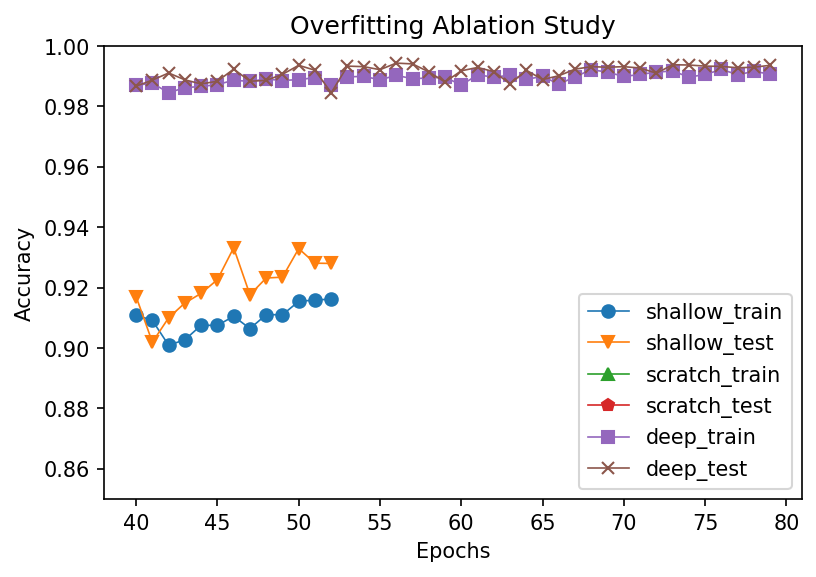 Overfitting Ablation Study
1.00
0.98
0.96
0.94
0.92
0.90
0.88
0.86
Accuracy
shallow_train
shallow_test
scratch_train
scratch_test
deep_train
deep_test
40 45 50 55 60 65 70 75 80
Epochs